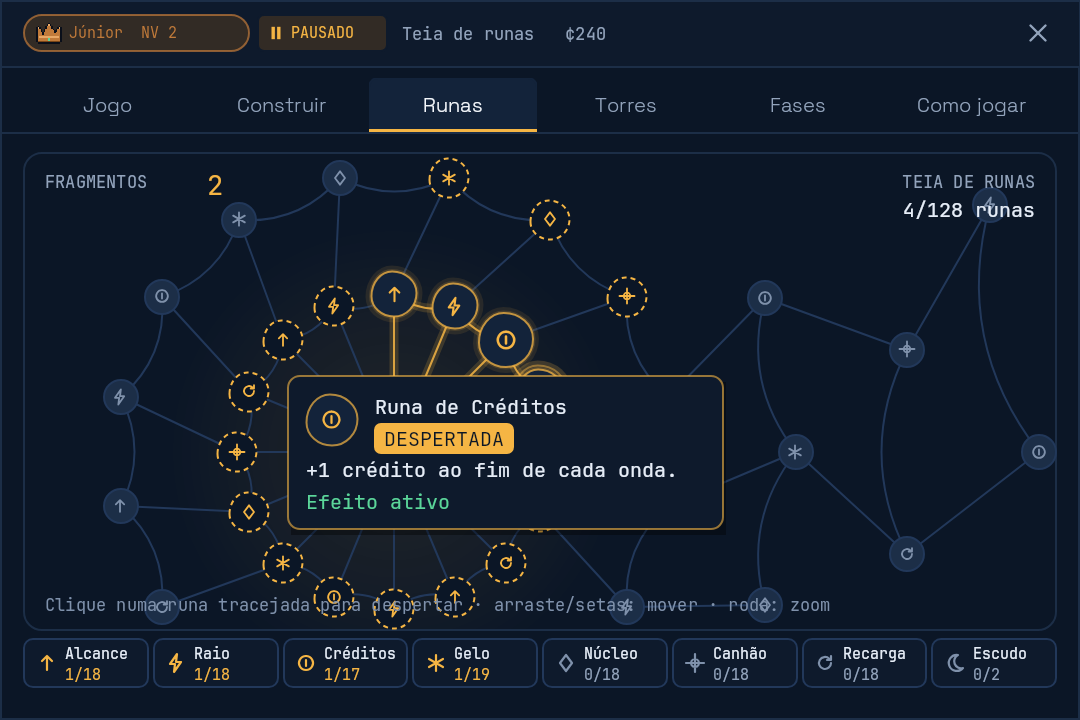 Júnior NV 2
PAUSADO
Teia de runas ₵240
Jogo
Construir
Runas
Torres
Fases
Como jogar
FRAGMENTOS 2
TEIA DE RUNAS
4/128 runas
Runa de Créditos
DESPERTADA
+1 crédito ao fim de cada onda.
Efeito ativo
Clique numa runa tracejada para despertar · arraste/setas: mover · roda: zoom
Alcance
1/18
Raio
1/18
Créditos
1/17
Gelo
1/19
Núcleo
0/18
Canhão
0/18
Recarga
0/18
Escudo
0/2